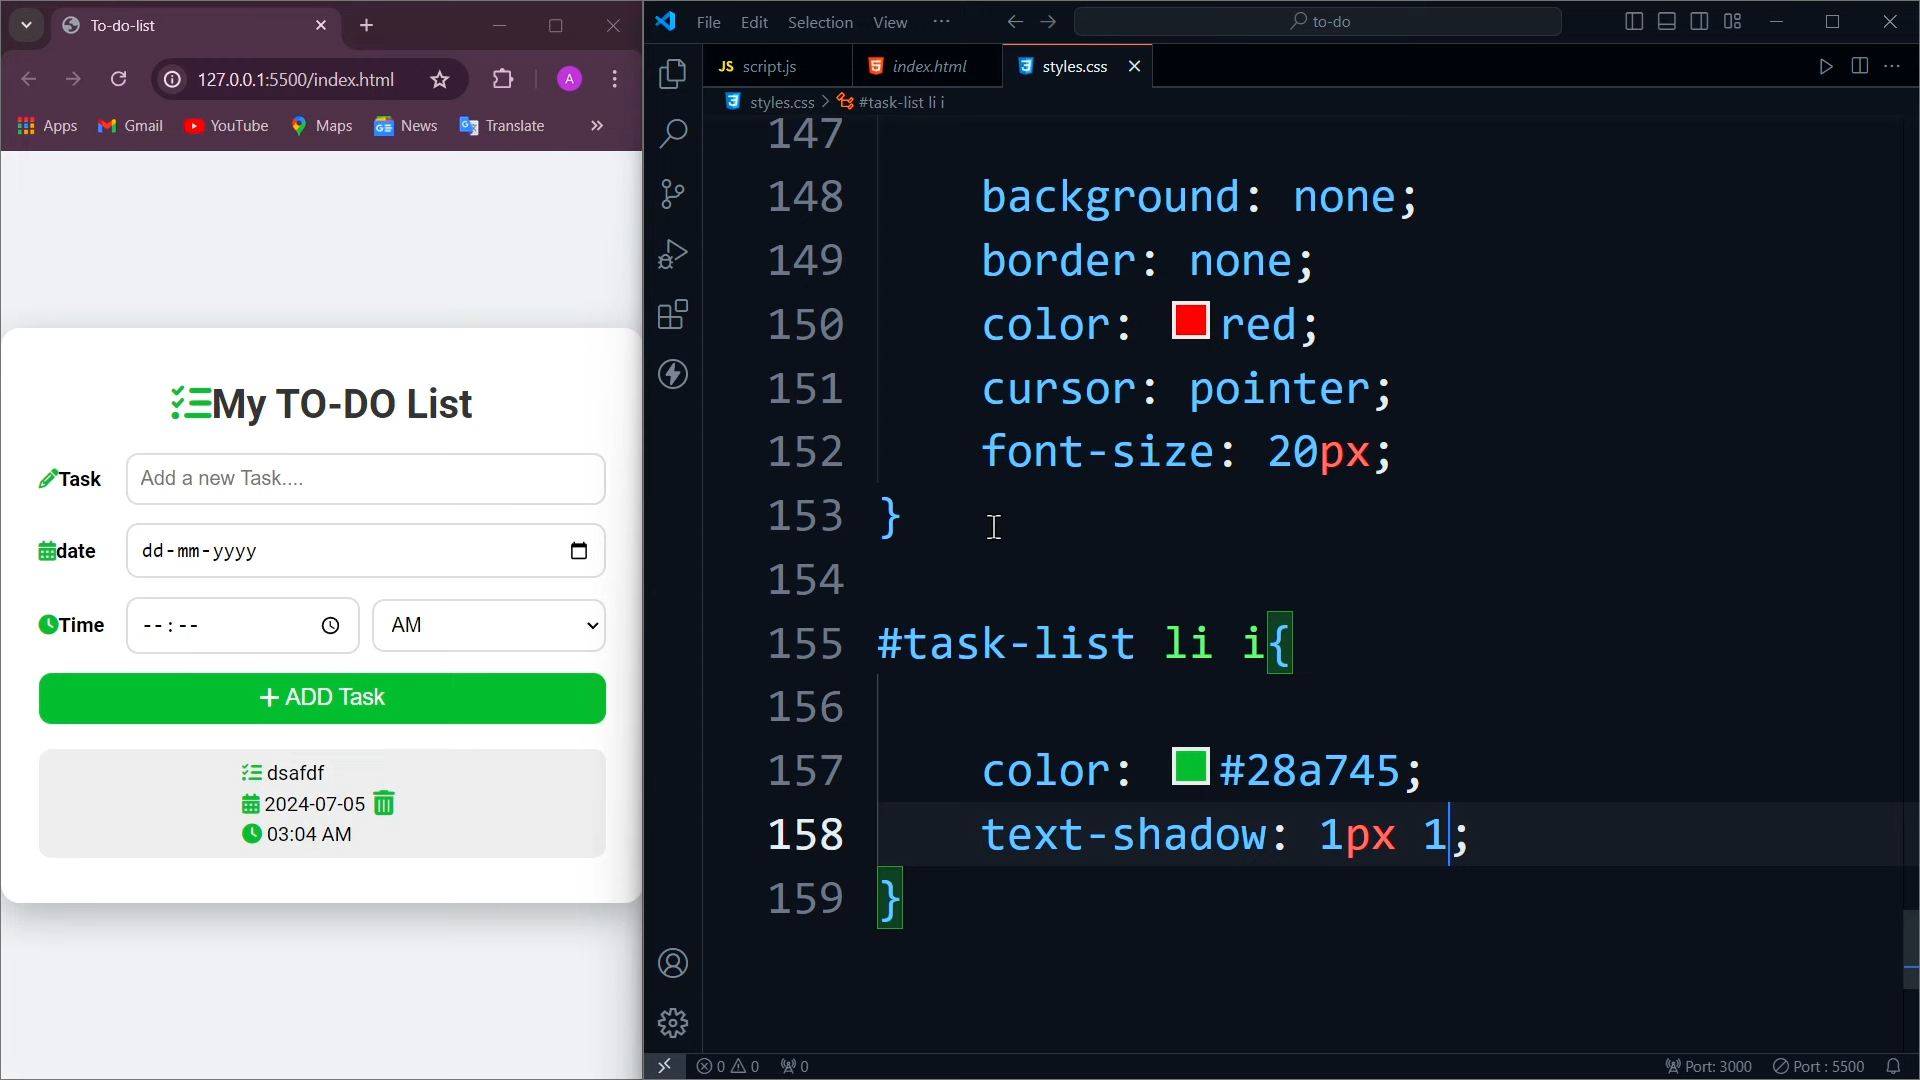 To-do-list
127.0.0.1:5500/index.html
A
Apps
Gmail
YouTube
Maps
News
Translate
My TO-DO List
Task
Add a new Task....
date
dd-mm-yyyy
Time
--:--
AM
ADD Task
dsafdf
2024-07-05
03:04 AM
File
Edit
Selection
View
to-do
JS script.js
index.html
styles.css
styles.css > #task-list li i
147
148 background: none;
149 border: none;
150 color: red;
151 cursor: pointer;
152 font-size: 20px;
153 }
154
155 #task-list li i{
156
157 color: #28a745;
158 text-shadow: 1px 1;
159 }
0 0 0
Port: 3000
Port : 5500